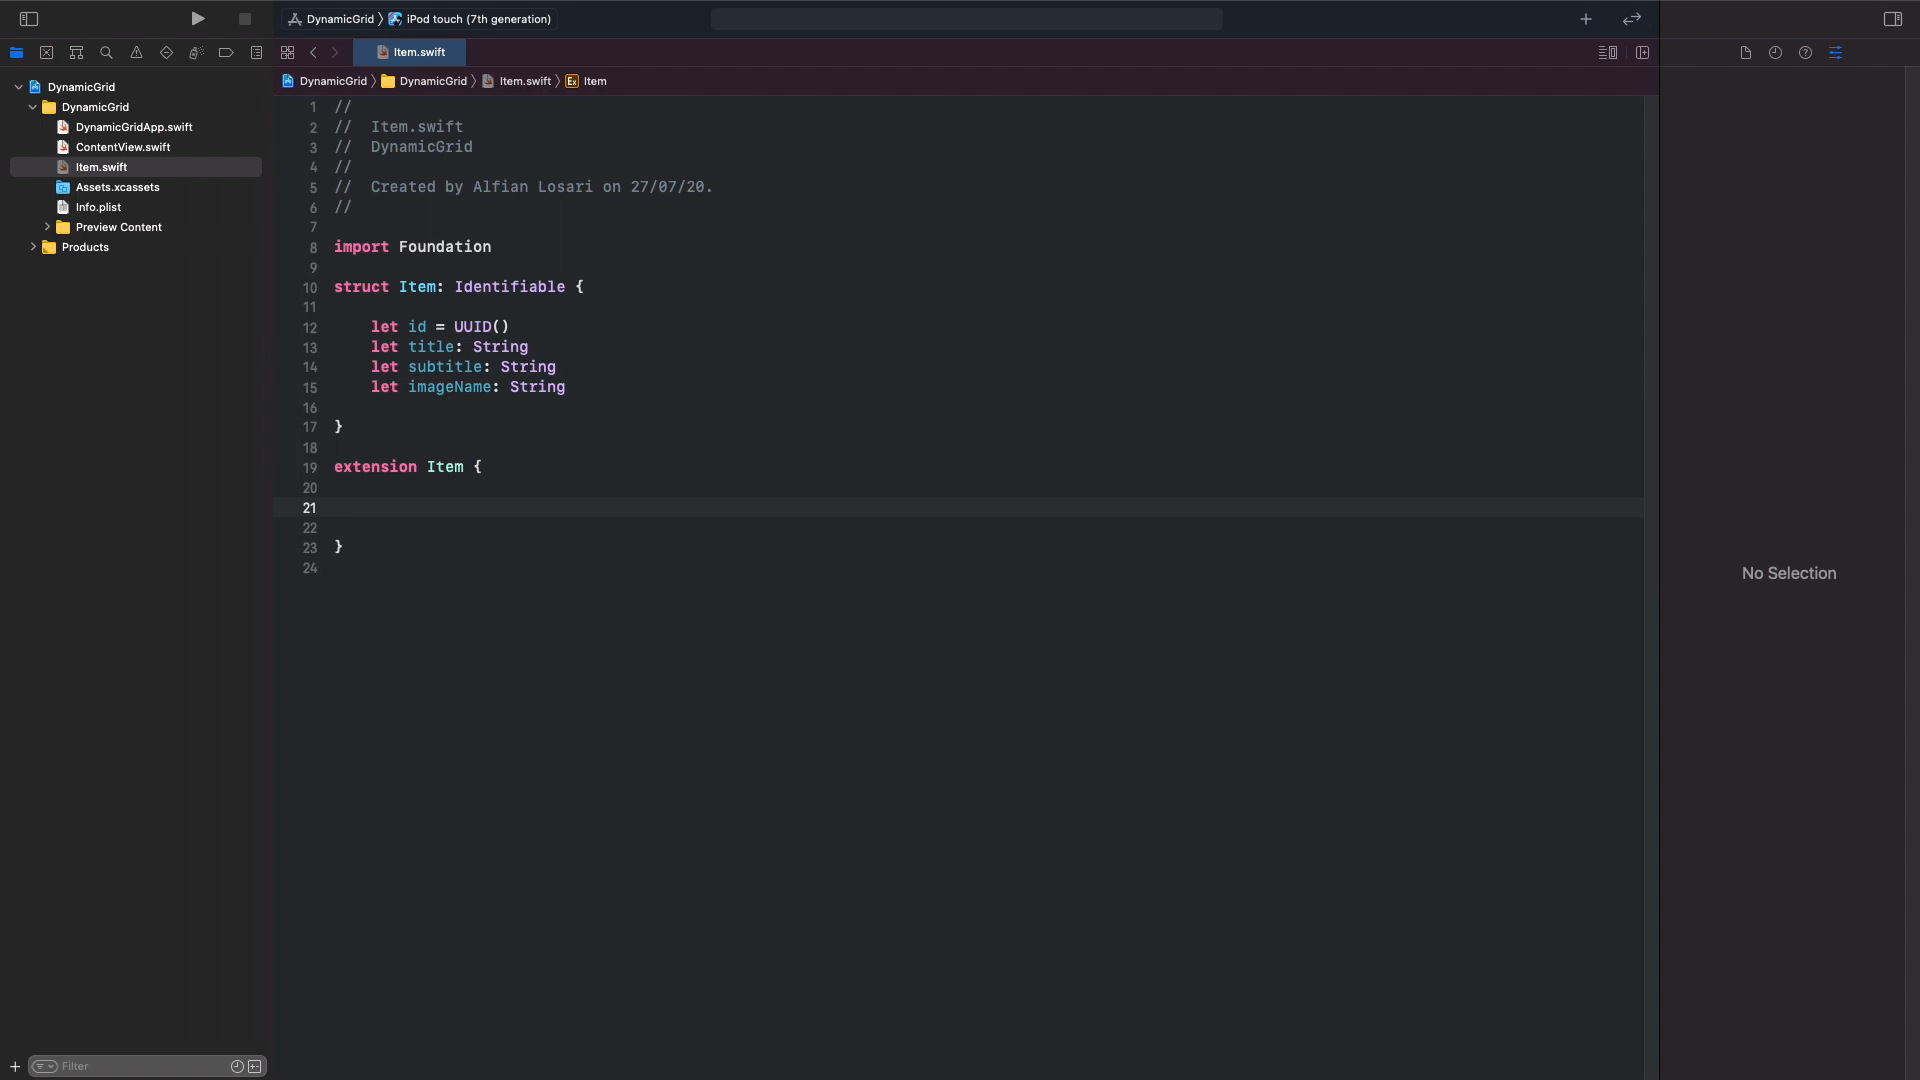 DynamicGrid
iPod touch (7th generation)
Item.swift
DynamicGrid
DynamicGrid
Item.swift
Ex
Item
DynamicGrid
DynamicGrid
DynamicGridApp.swift
ContentView.swift
Item.swift
Assets.xcassets
Info.plist
Preview Content
Products
Filter
1 //
2 //  Item.swift
3 //  DynamicGrid
4 //
5 //  Created by Alfian Losari on 27/07/20.
6 //
7
8 import Foundation
9
10 struct Item: Identifiable {
11
12     let id = UUID()
13     let title: String
14     let subtitle: String
15     let imageName: String
16
17 }
18
19 extension Item {
20
21
22
23 }
24
No Selection